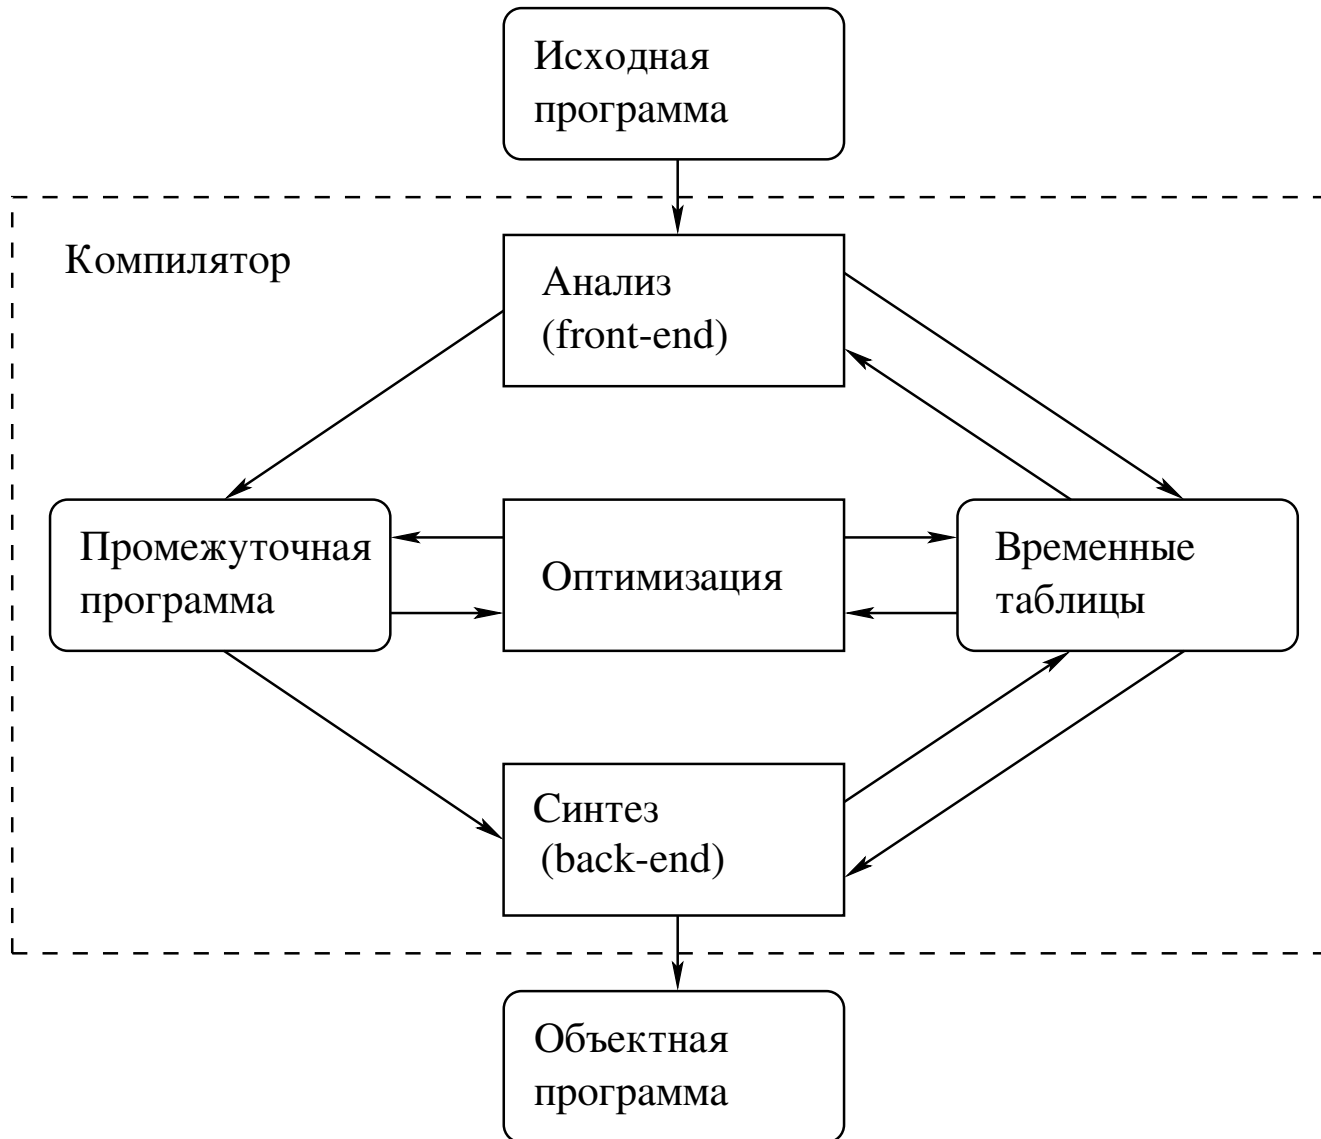 Исходная
программа
Компилятор
Анализ
(front-end)
Промежуточная
программа
Оптимизация
Временные
таблицы
Синтез
(back-end)
Объектная
программа